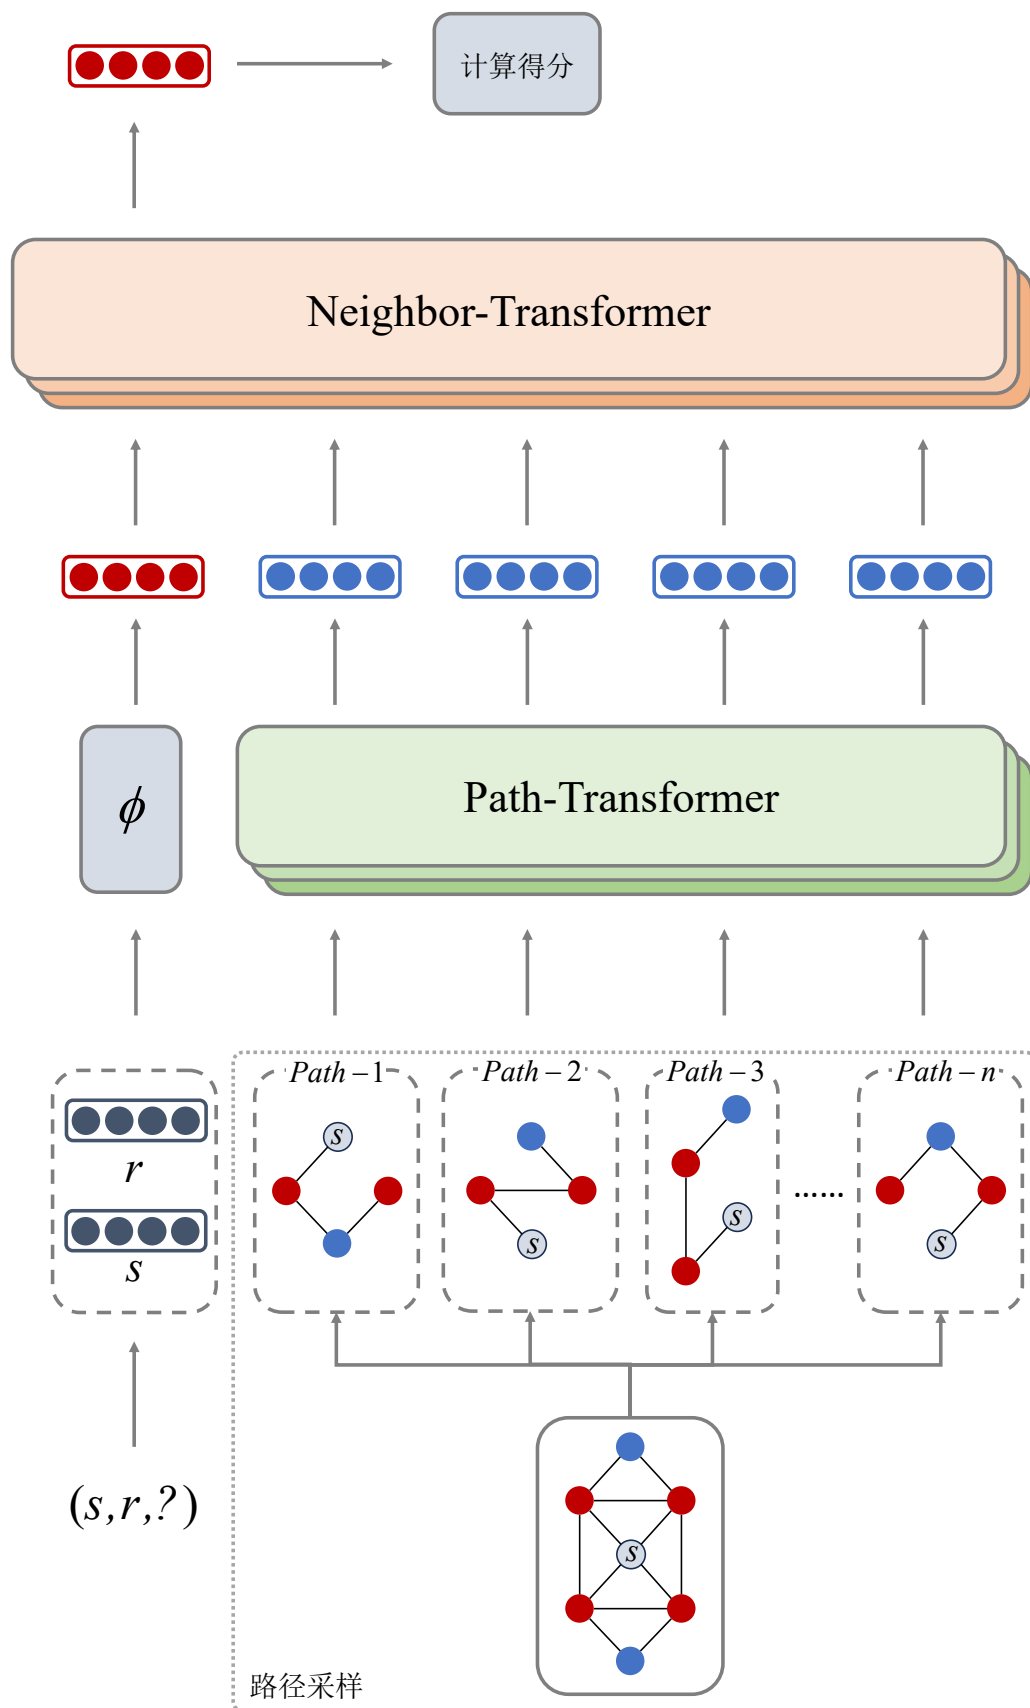 计算得分
Neighbor-Transformer
ϕ
Path-Transformer
Path－1
Path－2
Path－3
Path－n
r
s
s
s
s
......
s
(s,r,?)
s
路径采样